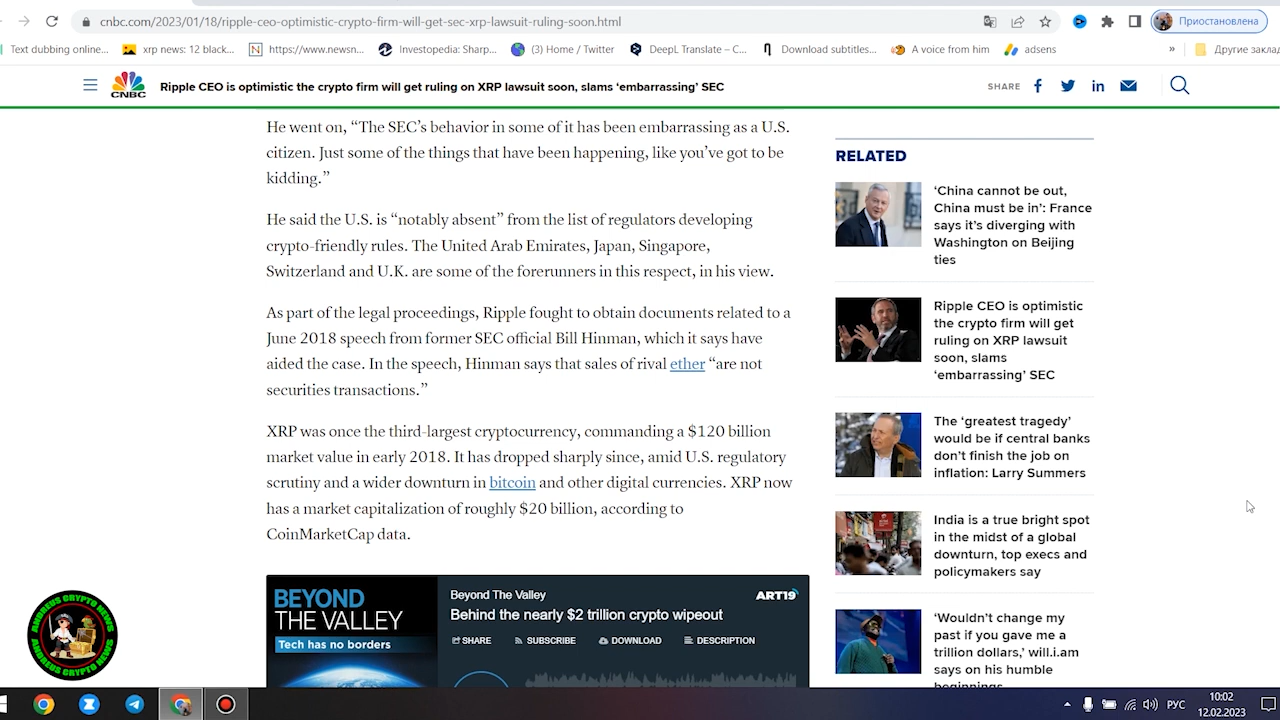 cnbc.com/2023/01/18/ripple-ceo-optimistic-crypto-firm-will-get-sec-xrp-lawsuit-ruling-soon.html
Приостановлена
Text dubbing online...
xrp news: 12 black...
https://www.newsn...
Investopedia: Sharp...
(3) Home / Twitter
DeepL Translate – C...
Download subtitles...
A voice from him
adsens
»
Другие заклад
CNBC
Ripple CEO is optimistic the crypto firm will get ruling on XRP lawsuit soon, slams ‘embarrassing’ SEC
SHARE
He went on, “The SEC’s behavior in some of it has been embarrassing as a U.S.
citizen. Just some of the things that have been happening, like you’ve got to be
kidding.”
He said the U.S. is “notably absent” from the list of regulators developing
crypto-friendly rules. The United Arab Emirates, Japan, Singapore,
Switzerland and U.K. are some of the forerunners in this respect, in his view.
As part of the legal proceedings, Ripple fought to obtain documents related to a
June 2018 speech from former SEC official Bill Hinman, which it says have
aided the case. In the speech, Hinman says that sales of rival ether “are not
securities transactions.”
XRP was once the third-largest cryptocurrency, commanding a $120 billion
market value in early 2018. It has dropped sharply since, amid U.S. regulatory
scrutiny and a wider downturn in bitcoin and other digital currencies. XRP now
has a market capitalization of roughly $20 billion, according to
CoinMarketCap data.
BEYOND
THE VALLEY
Tech has no borders
Beyond The Valley
Behind the nearly $2 trillion crypto wipeout
ART19
SHARE
SUBSCRIBE
DOWNLOAD
DESCRIPTION
RELATED
‘China cannot be out,
China must be in’: France
says it’s diverging with
Washington on Beijing
ties
Ripple CEO is optimistic
the crypto firm will get
ruling on XRP lawsuit
soon, slams
‘embarrassing’ SEC
The ‘greatest tragedy’
would be if central banks
don’t finish the job on
inflation: Larry Summers
India is a true bright spot
in the midst of a global
downturn, top execs and
policymakers say
‘Wouldn’t change my
past if you gave me a
trillion dollars,’ will.i.am
says on his humble
beginnings
ANDREUS CRYPTO NEWS
ANDREUS CRYPTO NEWS
РУС
10:02
12.02.2023